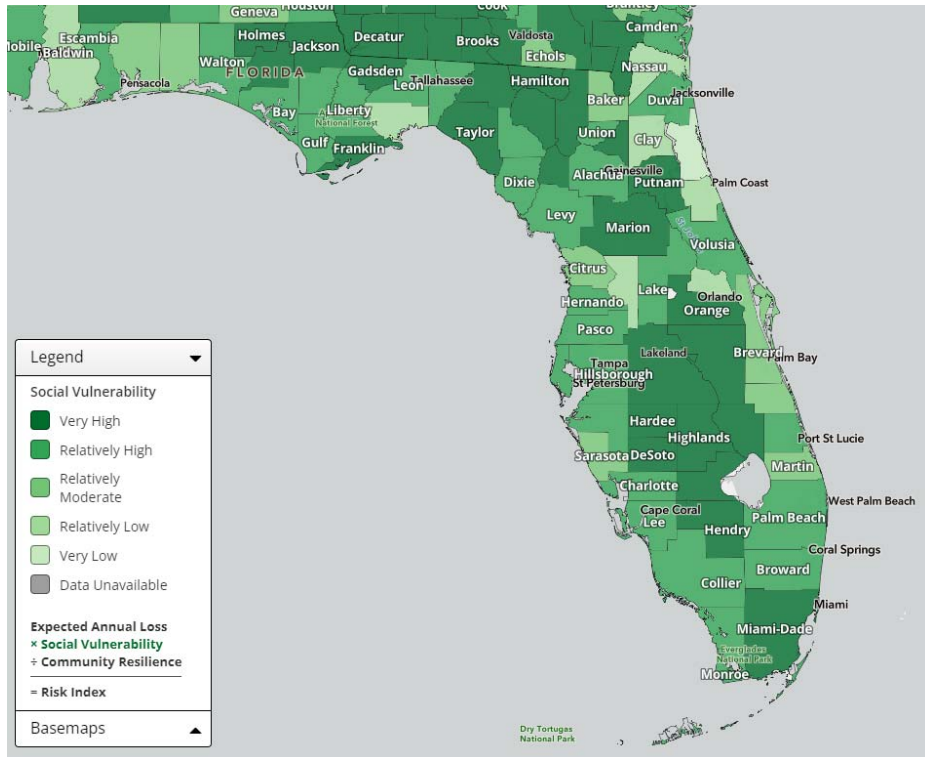 Geneva
Houston
Cook
Brantley
Holmes
Decatur
Valdosta
Camden
Escambia
Mobile
Jackson
Brooks
Baldwin
Echols
Walton
FLORIDA
Gadsden
Nassau
Pensacola
Leon
Tallahassee
Hamilton
Jacksonville
Baker
Duval
Bay
Liberty
National Forest
Taylor
Union
Gulf
Franklin
Clay
Gainesville
Dixie
Alachua
Putnam
Palm Coast
Levy
Marion
Volusia
Citrus
Lake
Orlando
Hernando
Orange
Pasco
Lakeland
Brevard
Palm Bay
Tampa
Hillsborough
St Petersburg
Hardee
Highlands
Port St Lucie
Sarasota
DeSoto
Martin
Charlotte
West Palm Beach
Cape Coral
Lee
Hendry
Palm Beach
Coral Springs
Collier
Broward
Miami
Miami-Dade
Everglades
National Park
Monroe
Dry Tortugas
National Park
Legend
Social Vulnerability
Very High
Relatively High
Relatively
Moderate
Relatively Low
Very Low
Data Unavailable
Expected Annual Loss
× Social Vulnerability
÷ Community Resilience
= Risk Index
Basemaps